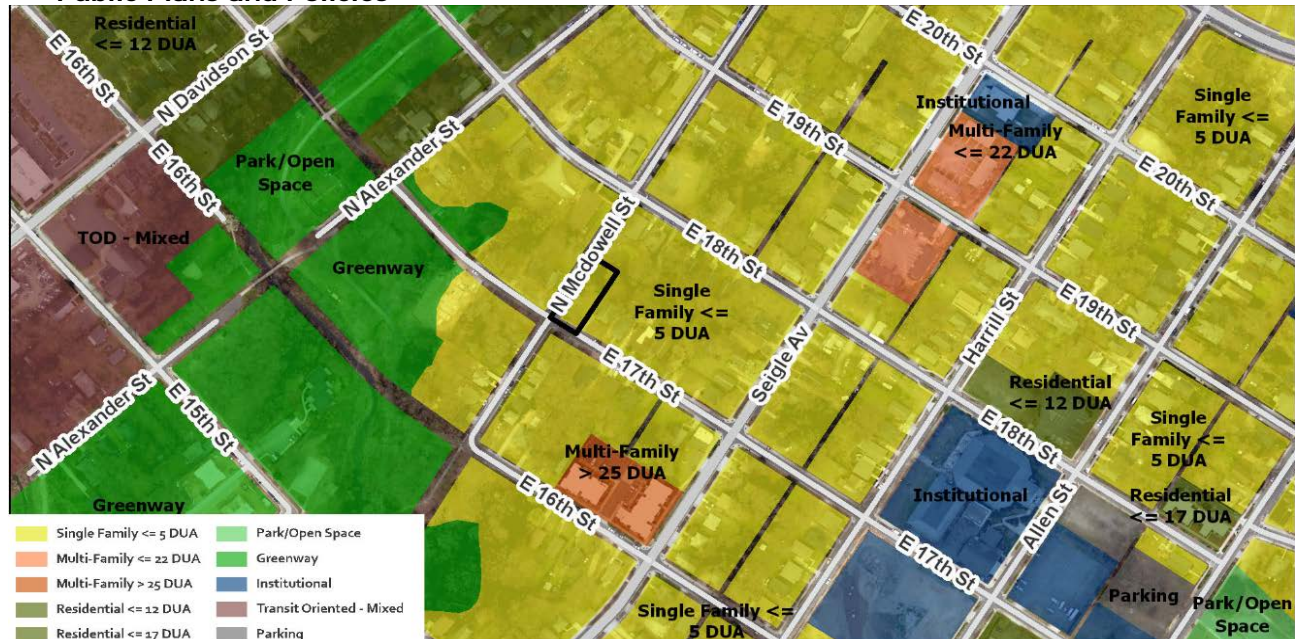 Public Plans and Policies
Residential
<= 12 DUA
E 16th St
N Davidson St
E 16th St
Park/Open
Space
N Alexander St
TOD - Mixed
Greenway
N Alexander St
E 15th St
Greenway
N Mcdowell St
E 18th St
Single
Family <=
5 DUA
E 17th St
Seigle Av
Multi-Family
> 25 DUA
E 16th St
Single Family <=
5 DUA
E 20th St
Institutional
Multi-Family
<= 22 DUA
E 19th St
Single
Family <=
5 DUA
E 20th St
Harrill St
E 19th St
Residential
<= 12 DUA
E 18th St
Single
Family <=
5 DUA
Institutional
Allen St
Residential
<= 17 DUA
E 17th St
Parking
Park/Open
Space
Single Family <= 5 DUA
Multi-Family <= 22 DUA
Multi-Family > 25 DUA
Residential <= 12 DUA
Residential <= 17 DUA
Park/Open Space
Greenway
Institutional
Transit Oriented - Mixed
Parking